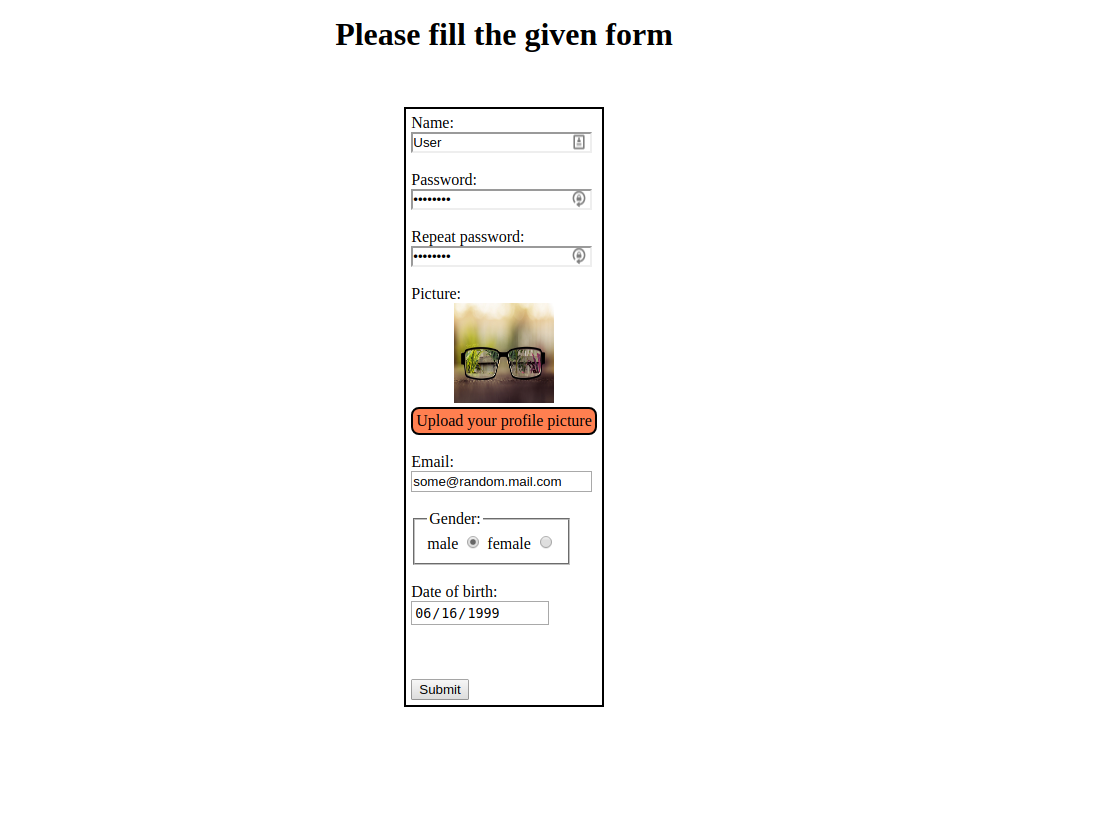 Please fill the given form
Name:
User
Password:
••••••••
Repeat password:
••••••••
Picture:
Upload your profile picture
Email:
some@random.mail.com
Gender:
male female
Date of birth:
06/16/1999
Submit